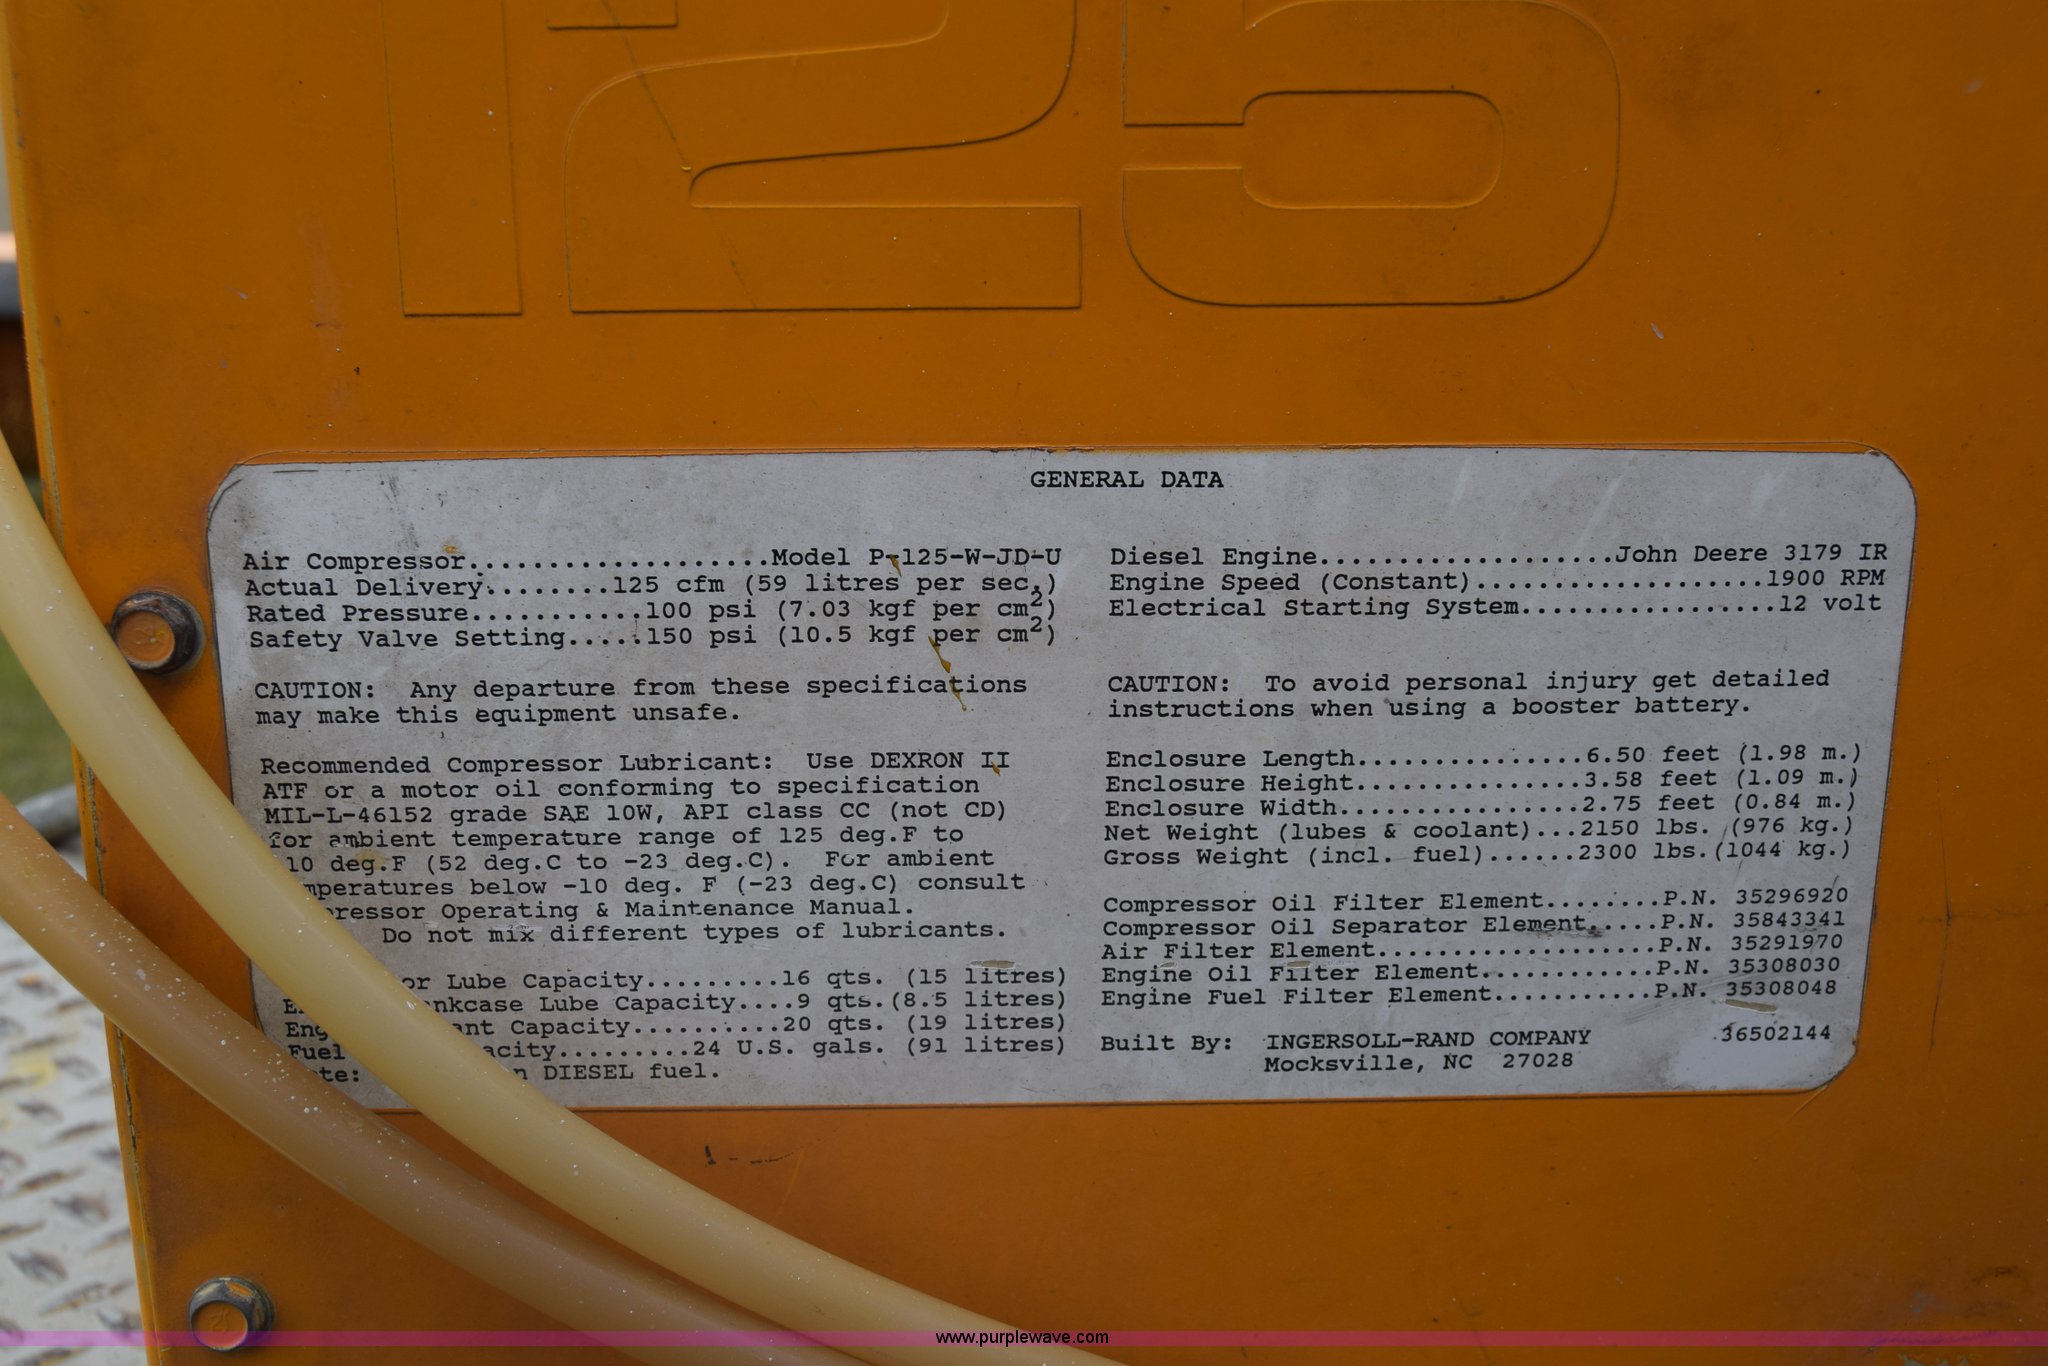 125
GENERAL DATA
Air Compressor...................Model P-125-W-JD-U
Actual Delivery........125 cfm (59 litres per sec.)
Rated Pressure...........100 psi (7.03 kgf per cm2)
Safety Valve Setting.....150 psi (10.5 kgf per cm2)
CAUTION: Any departure from these specifications
may make this equipment unsafe.
Recommended Compressor Lubricant: Use DEXRON II
ATF or a motor oil conforming to specification
MIL-L-46152 grade SAE 10W, API class CC (not CD)
for ambient temperature range of 125 deg.F to
10 deg.F (52 deg.C to -23 deg.C). For ambient
mperatures below -10 deg. F (-23 deg.C) consult
pressor Operating & Maintenance Manual.
Do not mix different types of lubricants.
or Lube Capacity.........16 qts. (15 litres)
nkcase Lube Capacity....9 qts.(8.5 litres)
Eng ant Capacity..........20 qts. (19 litres)
Fuel acity.........24 U.S. gals. (91 litres)
te: n DIESEL fuel.
Diesel Engine...................John Deere 3179 IR
Engine Speed (Constant)..................1900 RPM
Electrical Starting System................12 volt
CAUTION: To avoid personal injury get detailed
instructions when using a booster battery.
Enclosure Length...............6.50 feet (1.98 m.)
Enclosure Height...............3.58 feet (1.09 m.)
Enclosure Width................2.75 feet (0.84 m.)
Net Weight (lubes & coolant)...2150 lbs. (976 kg.)
Gross Weight (incl. fuel)......2300 lbs.(1044 kg.)
Compressor Oil Filter Element........P.N. 35296920
Compressor Oil Separator Element.....P.N. 35843341
Air Filter Element...................P.N. 35291970
Engine Oil Filter Element............P.N. 35308030
Engine Fuel Filter Element...........P.N. 35308048
Built By: INGERSOLL-RAND COMPANY 36502144
Mocksville, NC 27028
www.purplewave.com